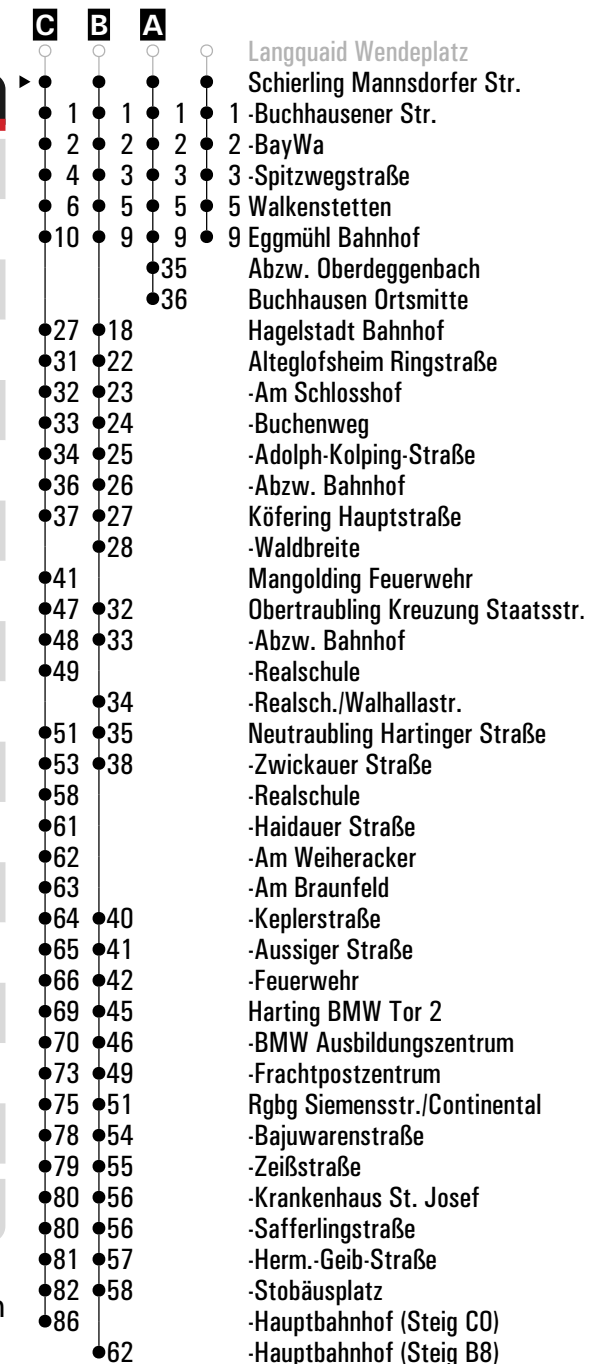 C B A
Langquaid Wendeplatz
Schierling Mannsdorfer Str.
1 1 1 1 -Buchhausener Str.
2 2 2 2 -BayWa
4 3 3 3 -Spitzwegstraße
6 5 5 5 Walkenstetten
10 9 9 9 Eggmühl Bahnhof
35 Abzw. Oberdeggenbach
36 Buchhausen Ortsmitte
27 18 Hagelstadt Bahnhof
31 22 Alteglofsheim Ringstraße
32 23 -Am Schlosshof
33 24 -Buchenweg
34 25 -Adolph-Kolping-Straße
36 26 -Abzw. Bahnhof
37 27 Köfering Hauptstraße
28 -Waldbreite
41 Mangolding Feuerwehr
47 32 Obertraubling Kreuzung Staatsstr.
48 33 -Abzw. Bahnhof
49 -Realschule
34 -Realsch./Walhallastr.
51 35 Neutraubling Hartinger Straße
53 38 -Zwickauer Straße
58 -Realschule
61 -Haidauer Straße
62 -Am Weiheracker
63 -Am Braunfeld
64 40 -Keplerstraße
65 41 -Aussiger Straße
66 42 -Feuerwehr
69 45 Harting BMW Tor 2
70 46 -BMW Ausbildungszentrum
73 49 -Frachtpostzentrum
75 51 Rgbg Siemensstr./Continental
78 54 -Bajuwarenstraße
79 55 -Zeißstraße
80 56 -Krankenhaus St. Josef
80 56 -Safferlingstraße
81 57 -Herm.-Geib-Straße
82 58 -Stobäusplatz
86 -Hauptbahnhof (Steig C0)
62 -Hauptbahnhof (Steig B8)